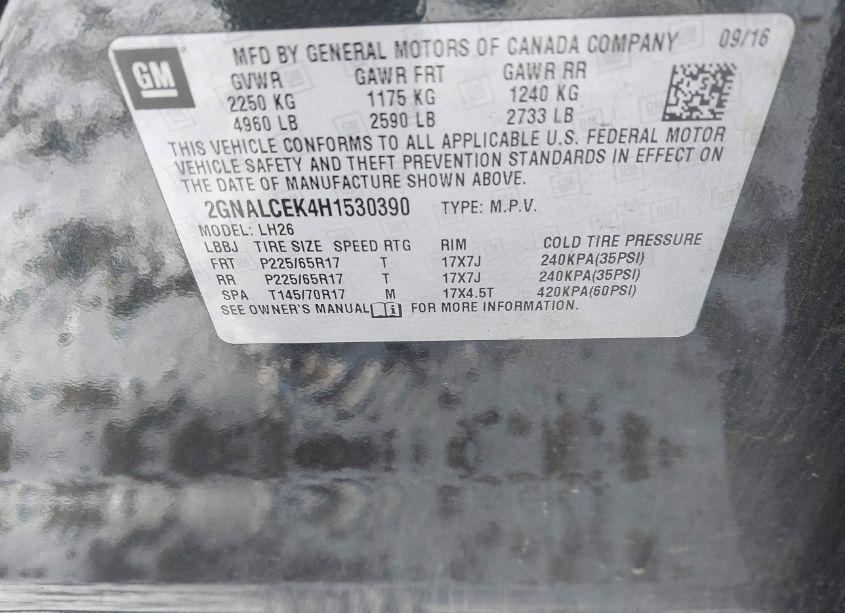 GM
MFD BY GENERAL MOTORS OF CANADA COMPANY 09/16
GVWR GAWR FRT GAWR RR
2250 KG 1175 KG 1240 KG
4960 LB 2590 LB 2733 LB
THIS VEHICLE CONFORMS TO ALL APPLICABLE U.S. FEDERAL MOTOR
VEHICLE SAFETY AND THEFT PREVENTION STANDARDS IN EFFECT ON
THE DATE OF MANUFACTURE SHOWN ABOVE.
2GNALCEK4H1530390 TYPE: M.P.V.
MODEL: LH26
LBBJ TIRE SIZE SPEED RTG RIM COLD TIRE PRESSURE
FRT P225/65R17 T 17X7J 240KPA(35PSI)
RR P225/65R17 T 17X7J 240KPA(35PSI)
SPA T145/70R17 M 17X4.5T 420KPA(60PSI)
SEE OWNER'S MANUAL i FOR MORE INFORMATION.